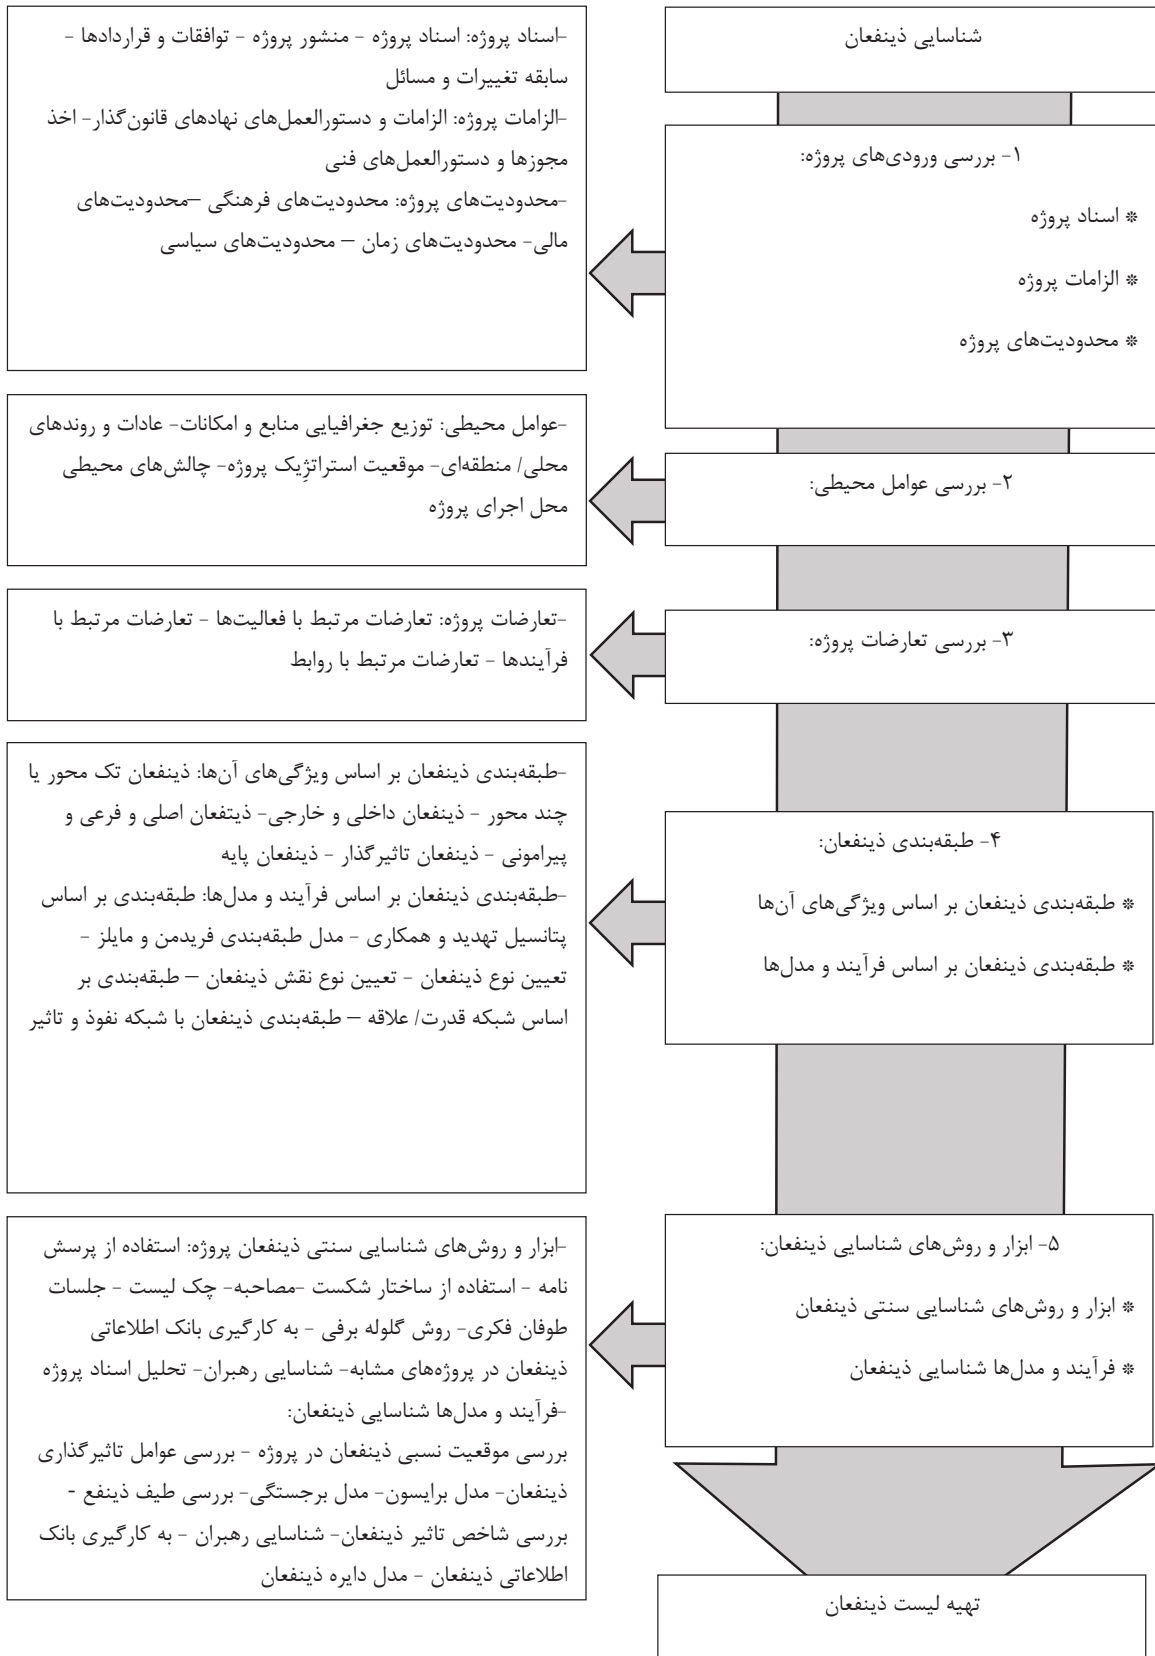 شناسایی ذینفعان
۱- بررسی ورودی‌های پروژه:
* اسناد پروژه
* الزامات پروژه
* محدودیت‌های پروژه
-اسناد پروژه: اسناد پروژه - منشور پروژه - توافقات و قراردادها -
سابقه تغییرات و مسائل
-الزامات پروژه: الزامات و دستورالعمل‌های نهادهای قانون‌گذار- اخذ
مجوزها و دستورالعمل‌های فنی
-محدودیت‌های پروژه: محدودیت‌های فرهنگی –محدودیت‌های
مالی- محدودیت‌های زمان – محدودیت‌های سیاسی
۲- بررسی عوامل محیطی:
-عوامل محیطی: توزیع جغرافیایی منابع و امکانات- عادات و روندهای
محلی/ منطقه‌ای- موقعیت استراتژِیک پروژه- چالش‌های محیطی
محل اجرای پروژه
۳- بررسی تعارضات پروژه:
-تعارضات پروژه: تعارضات مرتبط با فعالیت‌ها - تعارضات مرتبط با
فرآیندها - تعارضات مرتبط با روابط
۴- طبقه‌بندی ذینفعان:
* طبقه‌بندی ذینفعان بر اساس ویژگی‌های آن‌ها
* طبقه‌بندی ذینفعان بر اساس فرآیند و مدل‌ها
-طبقه‌بندی ذینفعان بر اساس ویژگی‌های آن‌ها: ذینفعان تک محور یا
چند محور - ذینفعان داخلی و خارجی- ذیتفعان اصلی و فرعی و
پیرامونی - ذینفعان تاثیرگذار - ذینفعان پایه
-طبقه‌بندی ذینفعان بر اساس فرآیند و مدل‌ها: طبقه‌بندی بر اساس
پتانسیل تهدید و همکاری - مدل طبقه‌بندی فریدمن و مایلز -
تعیین نوع ذینفعان - تعیین نوع نقش ذینفعان – طبقه‌بندی بر
اساس شبکه قدرت/ علاقه – طبقه‌بندی ذینفعان با شبکه نفوذ و تاثیر
۵- ابزار و روش‌های شناسایی ذینفعان:
* ابزار و روش‌های شناسایی سنتی ذینفعان
* فرآیند و مدل‌ها شناسایی ذینفعان
-ابزار و روش‌های شناسایی سنتی ذینفعان پروژه: استفاده از پرسش
نامه - استفاده از ساختار شکست -مصاحبه- چک لیست - جلسات
طوفان فکری- روش گلوله برفی - به کارگیری بانک اطلاعاتی
ذینفعان در پروژه‌های مشابه- شناسایی رهبران- تحلیل اسناد پروژه
-فرآیند و مدل‌ها شناسایی ذینفعان:
بررسی موقعیت نسبی ذینفعان در پروژه - بررسی عوامل تاثیرگذاری
ذینفعان- مدل برایسون- مدل برجستگی- بررسی طیف ذینفع -
بررسی شاخص تاثیر ذینفعان- شناسایی رهبران - به کارگیری بانک
اطلاعاتی ذینفعان - مدل دایره ذینفعان
تهیه لیست ذینفعان